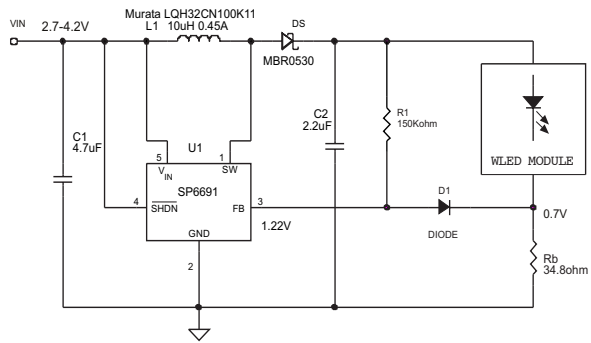 Murata LQH32CN100K11
VIN
2.7-4.2V
L1 10uH 0.45A
DS
MBR0530
C1
4.7uF
C2
2.2uF
R1
150Kohm
U1
5
1
VIN
SW
SP6691
4
SHDN
FB
3
1.22V
GND
2
D1
DIODE
WLED MODULE
0.7V
Rb
34.8ohm